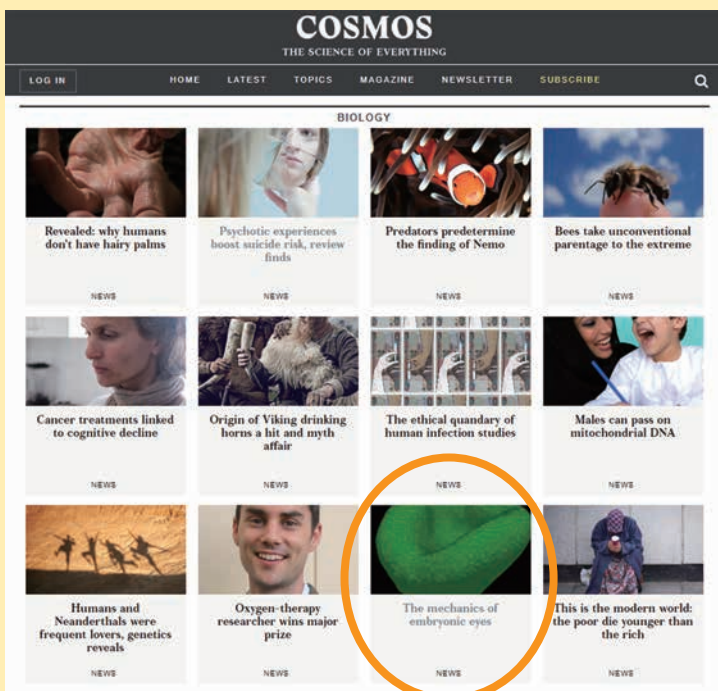 COSMOS
THE SCIENCE OF EVERYTHING
LOG IN
HOME
LATEST
TOPICS
MAGAZINE
NEWSLETTER
SUBSCRIBE
BIOLOGY
Revealed: why humans
don't have hairy palms
NEWS
Psychotic experiences
boost suicide risk, review
finds
NEWS
Predators predetermine
the finding of Nemo
NEWS
Bees take unconventional
parentage to the extreme
NEWS
Cancer treatments linked
to cognitive decline
NEWS
Origin of Viking drinking
horns a hit and myth
affair
NEWS
The ethical quandary of
human infection studies
NEWS
Males can pass on
mitochondrial DNA
NEWS
Humans and
Neanderthals were
frequent lovers, genetics
reveals
NEWS
Oxygen-therapy
researcher wins major
prize
NEWS
The mechanics of
embryonic eyes
NEWS
This is the modern world:
the poor die younger than
the rich
NEWS